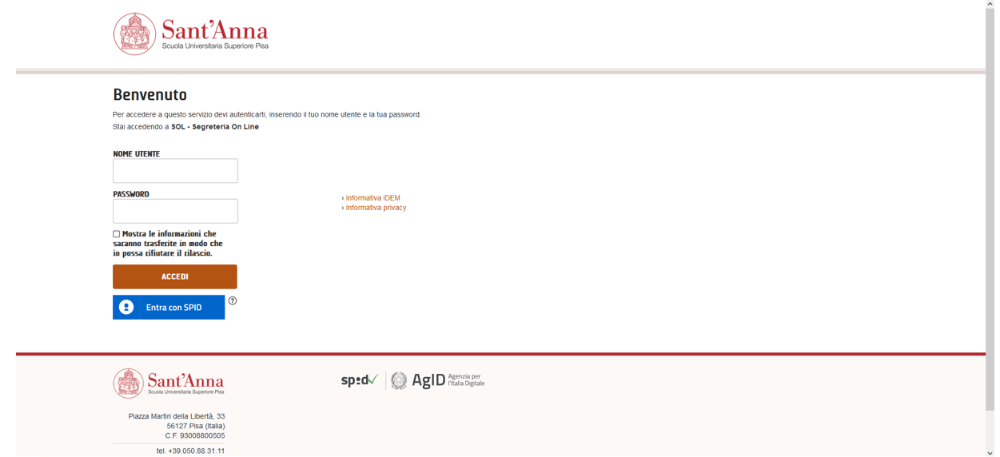 Sant'Anna
Scuola Universitaria Superiore Pisa
Benvenuto
Per accedere a questo servizio devi autenticarti, inserendo il tuo nome utente e la tua password.
Stai accedendo a SOL - Segreteria On Line
NOME UTENTE
PASSWORD
› Informativa IDEM
› Informativa privacy
Mostra le informazioni che
saranno trasferite in modo che
io possa rifiutare il rilascio.
ACCEDI
Entra con SPID
?
Sant'Anna
Scuola Universitaria Superiore Pisa
spid
AgID
Agenzia per
l'Italia Digitale
Piazza Martiri della Libertà, 33
56127 Pisa (Italia)
C.F. 93008800505
tel. +39.050.88.31.11